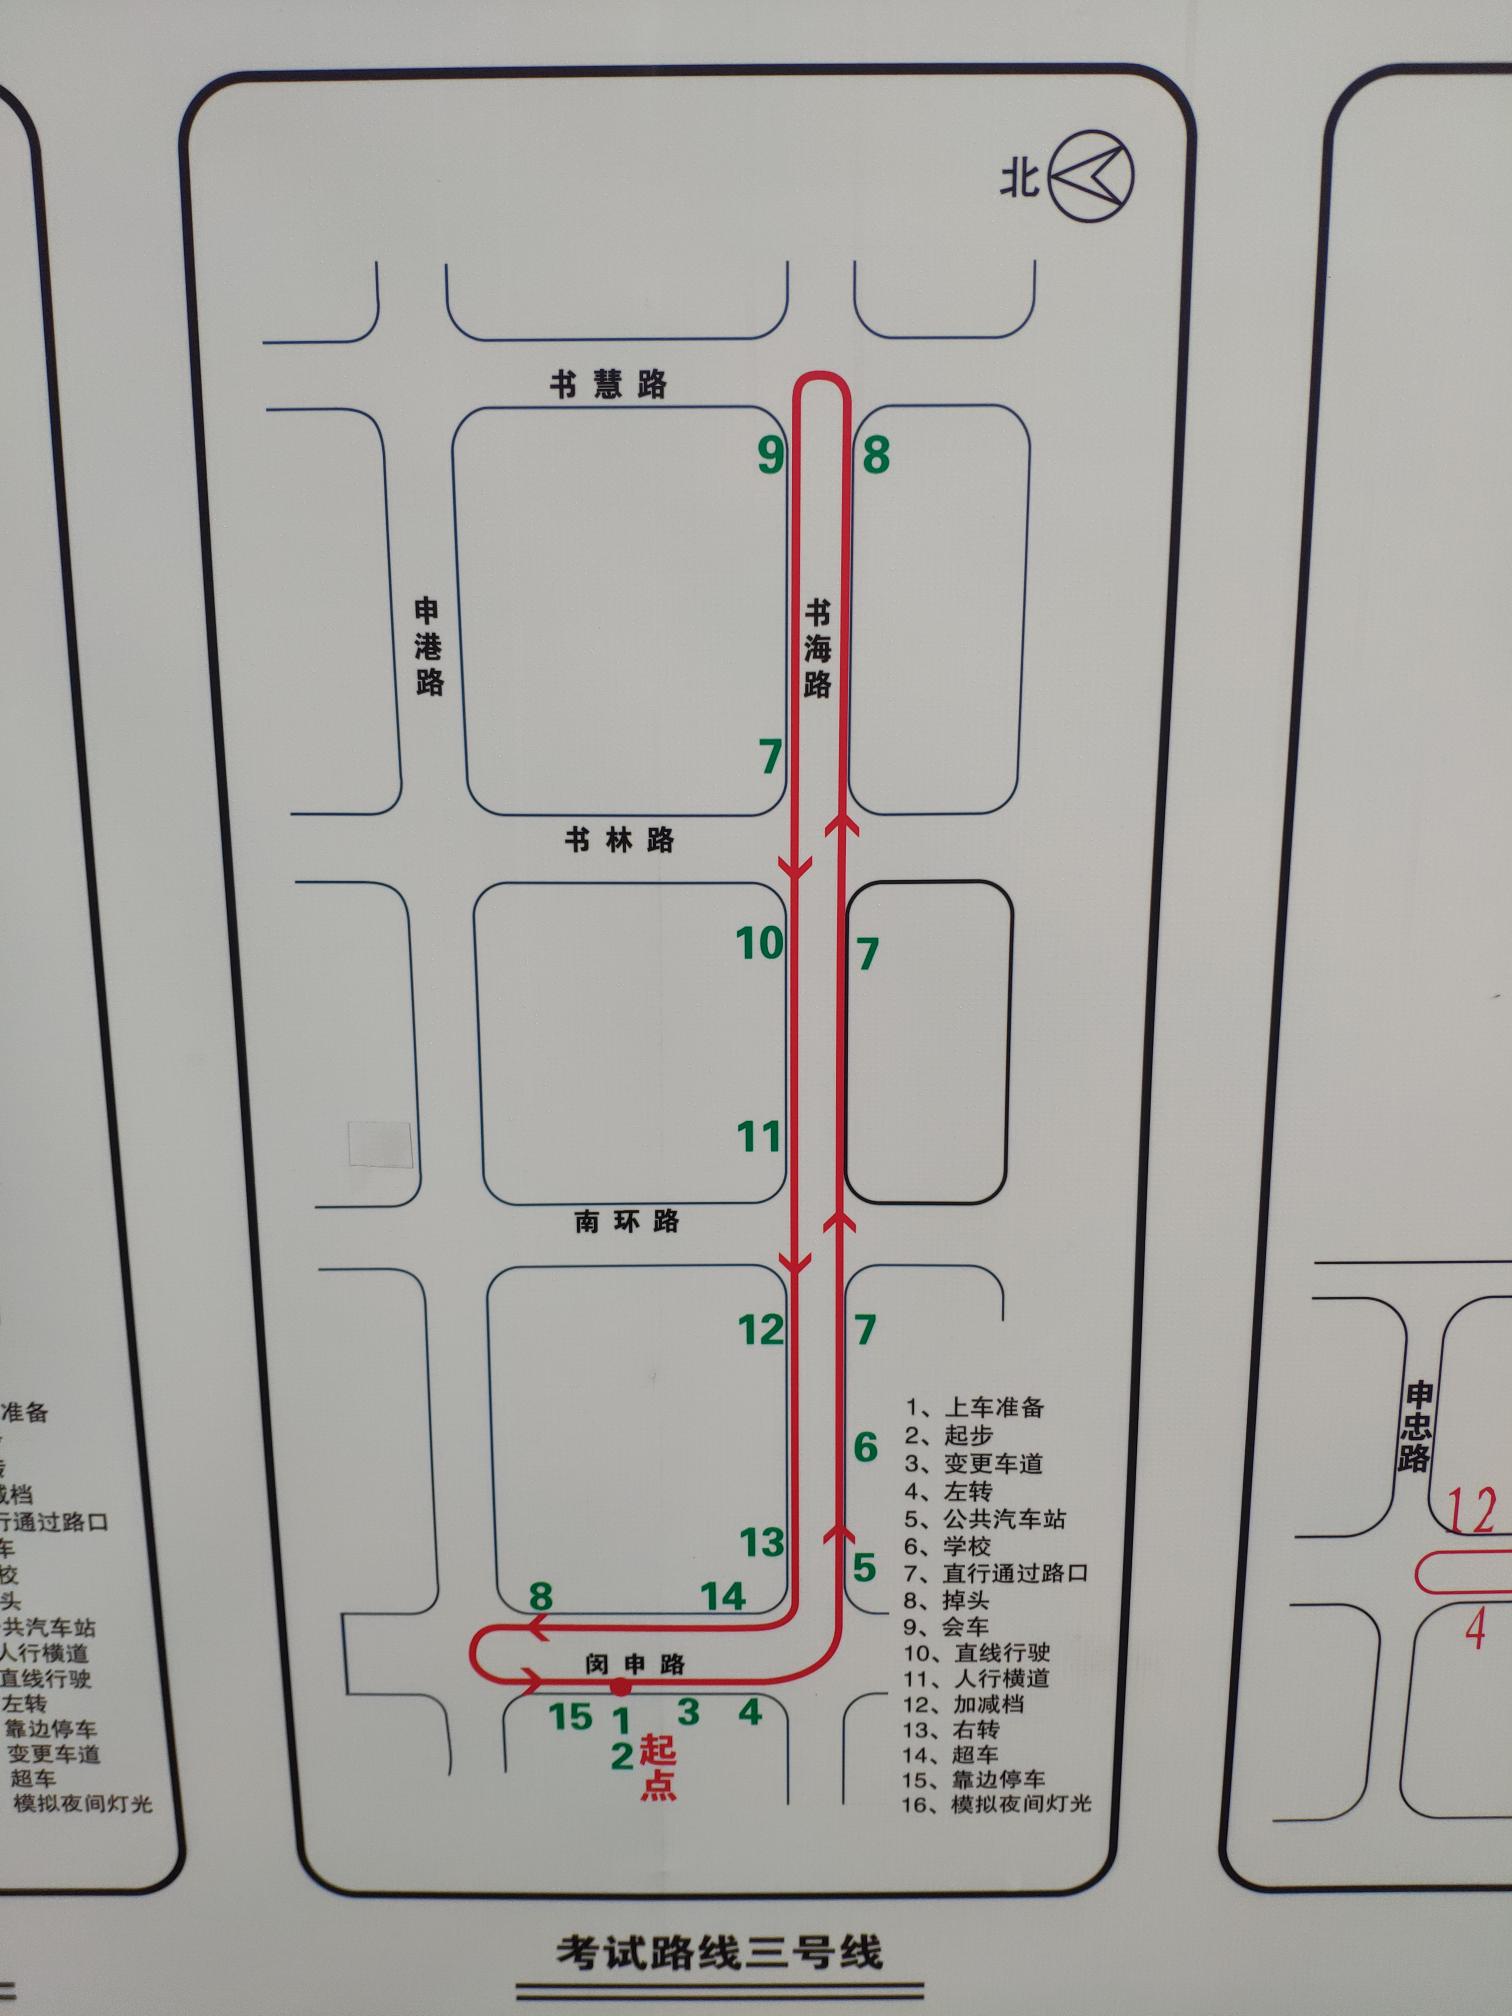 北
书慧路
9
8
申港路
书海路
7
书林路
10
7
11
南环路
12
7
6
13
5
8
14
闵申路
15
1
3
4
2
起点
1、上车准备
2、起步
3、变更车道
4、左转
5、公共汽车站
6、学校
7、直行通过路口
8、掉头
9、会车
10、直线行驶
11、人行横道
12、加减档
13、右转
14、超车
15、靠边停车
16、模拟夜间灯光
考试路线三号线
准备
减档
行通过路口
车
校
头
共汽车站
人行横道
直线行驶
左转
靠边停车
变更车道
超车
模拟夜间灯光
申忠路
12
4